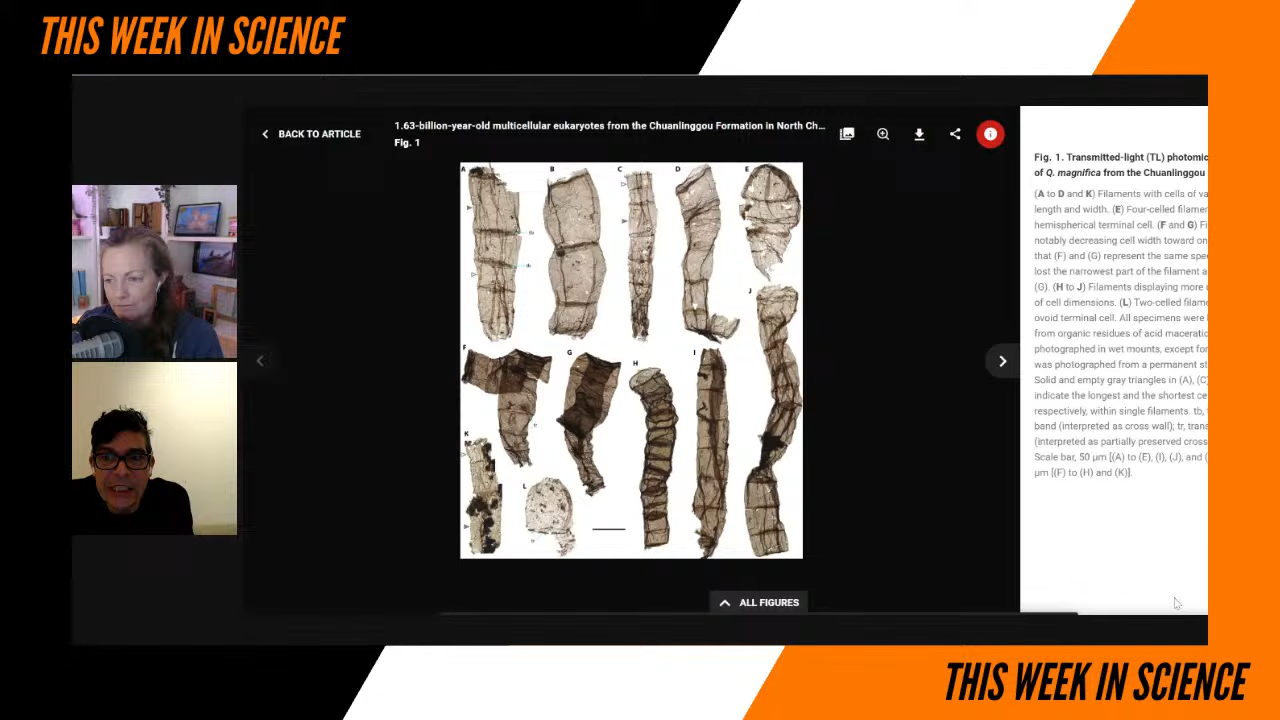 THIS WEEK IN SCIENCE
BACK TO ARTICLE
1.63-billion-year-old multicellular eukaryotes from the Chuanlinggou Formation in North Ch...
Fig. 1
A B C D E
J
F G H I
K
L
Fig. 1. Transmitted-light (TL) photomic
of Q. magnifica from the Chuanlinggou
(A to D and K) Filaments with cells of va
length and width. (E) Four-celled filamen
hemispherical terminal cell. (F and G) Fi
notably decreasing cell width toward on
that (F) and (G) represent the same spe
lost the narrowest part of the filament a
(G). (H to J) Filaments displaying more u
of cell dimensions. (L) Two-celled filame
ovoid terminal cell. All specimens were
from organic residues of acid maceratio
photographed in wet mounts, except for
was photographed from a permanent st
Solid and empty gray triangles in (A), (C)
indicate the longest and the shortest ce
respectively, within single filaments. tb,
band (interpreted as cross wall); tr, trans
(interpreted as partially preserved cross
Scale bar, 50 μm [(A) to (E), (I), (J), and (
μm [(F) to (H) and (K)].
ALL FIGURES
THIS WEEK IN SCIENCE